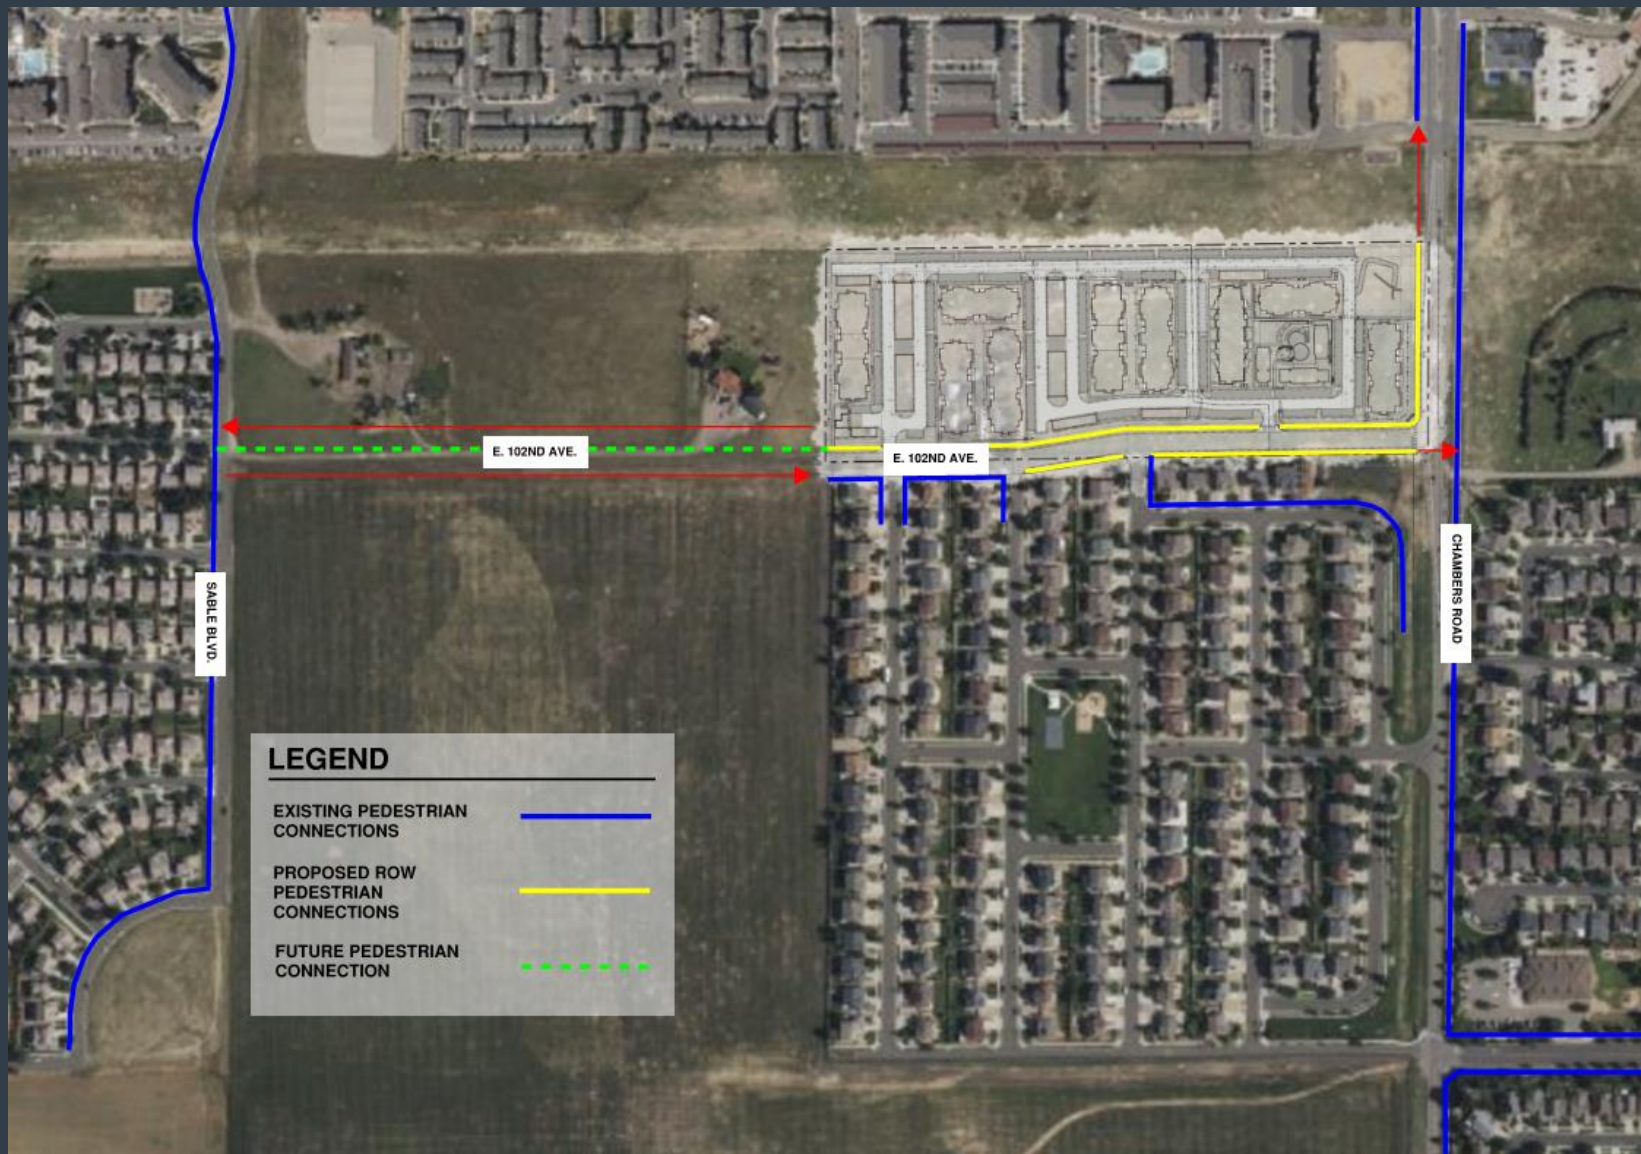 E. 102ND AVE.
E. 102ND AVE.
SABLE BLVD.
CHAMBERS ROAD
LEGEND
EXISTING PEDESTRIAN
CONNECTIONS
PROPOSED ROW
PEDESTRIAN
CONNECTIONS
FUTURE PEDESTRIAN
CONNECTION